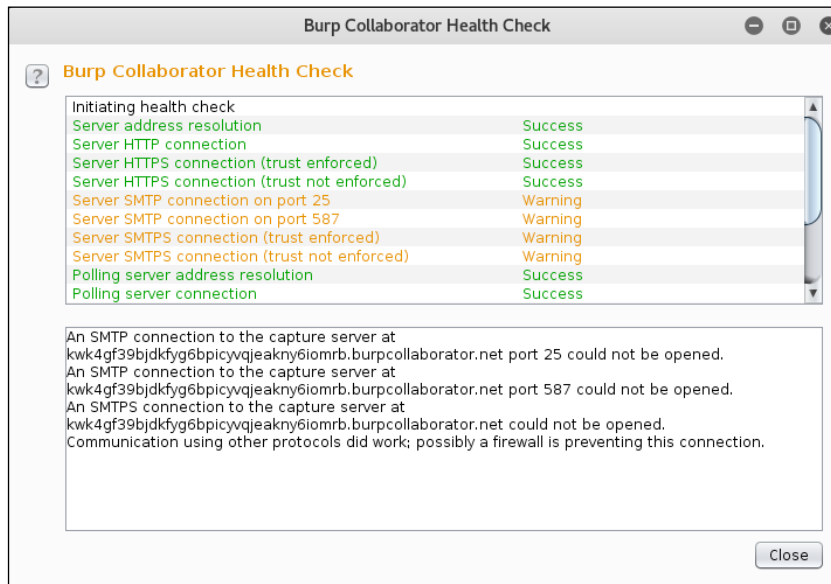 Burp Collaborator Health Check
? Burp Collaborator Health Check
Initiating health check
Server address resolution Success
Server HTTP connection Success
Server HTTPS connection (trust enforced) Success
Server HTTPS connection (trust not enforced) Success
Server SMTP connection on port 25 Warning
Server SMTP connection on port 587 Warning
Server SMTPS connection (trust enforced) Warning
Server SMTPS connection (trust not enforced) Warning
Polling server address resolution Success
Polling server connection Success
An SMTP connection to the capture server at
kwk4gf39bjdkfyg6bpicyvqjeakny6iomrb.burpcollaborator.net port 25 could not be opened.
An SMTP connection to the capture server at
kwk4gf39bjdkfyg6bpicyvqjeakny6iomrb.burpcollaborator.net port 587 could not be opened.
An SMTPS connection to the capture server at
kwk4gf39bjdkfyg6bpicyvqjeakny6iomrb.burpcollaborator.net could not be opened.
Communication using other protocols did work; possibly a firewall is preventing this connection.
Close